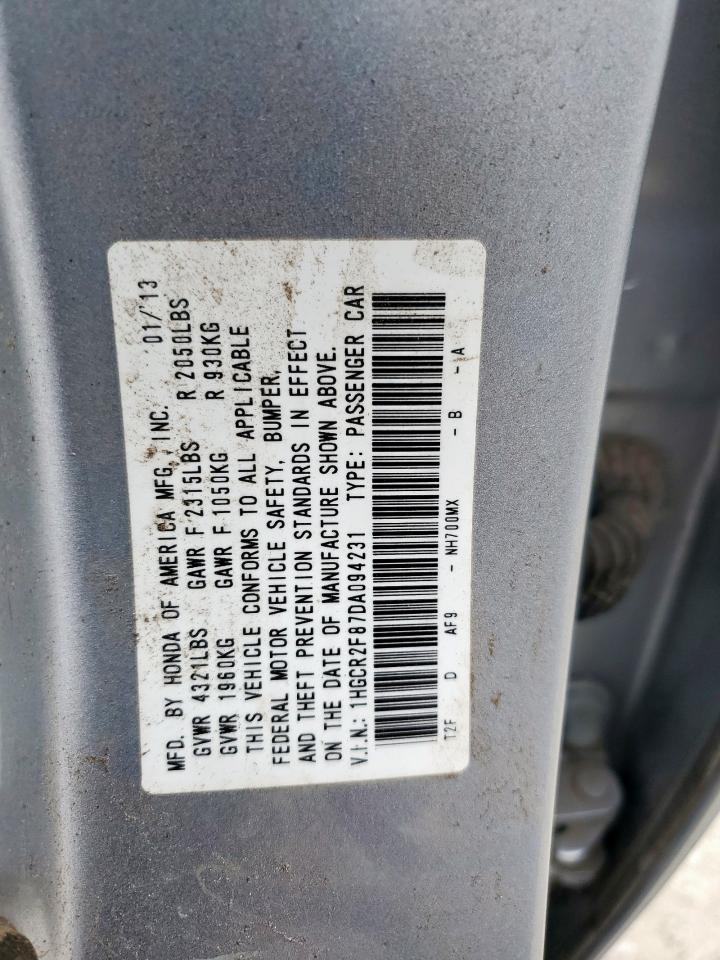 MFD. BY HONDA OF AMERICA MFG., INC. 01/'13
GVWR 4321LBS GAWR F 2315LBS R 2050LBS
GVWR 1960KG GAWR F 1050KG R 930KG
THIS VEHICLE CONFORMS TO ALL APPLICABLE
FEDERAL MOTOR VEHICLE SAFETY, BUMPER,
AND THEFT PREVENTION STANDARDS IN EFFECT
ON THE DATE OF MANUFACTURE SHOWN ABOVE.
V.I.N.: 1HGCR2F87DA094231 TYPE: PASSENGER CAR
T2F D AF9 - NH700MX - B - A